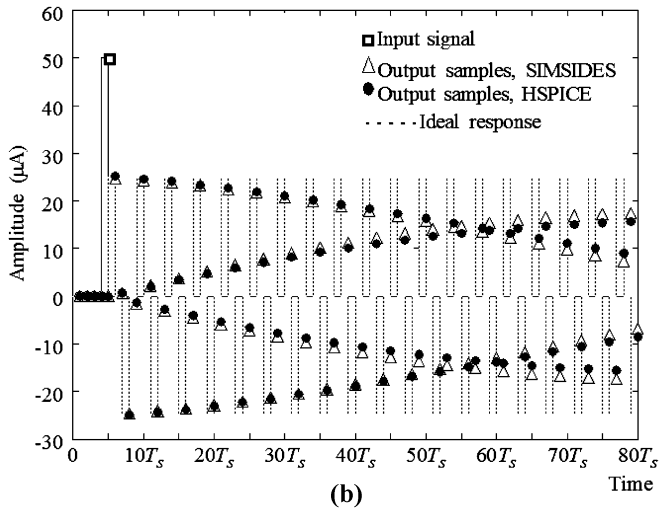 60
50
40
30
20
10
0
-10
-20
-30
Amplitude (μA)
Input signal
Output samples, SIMSIDES
Output samples, HSPICE
Ideal response
0 10Ts 20Ts 30Ts 40Ts 50Ts 60Ts 70Ts 80Ts
Time
(b)